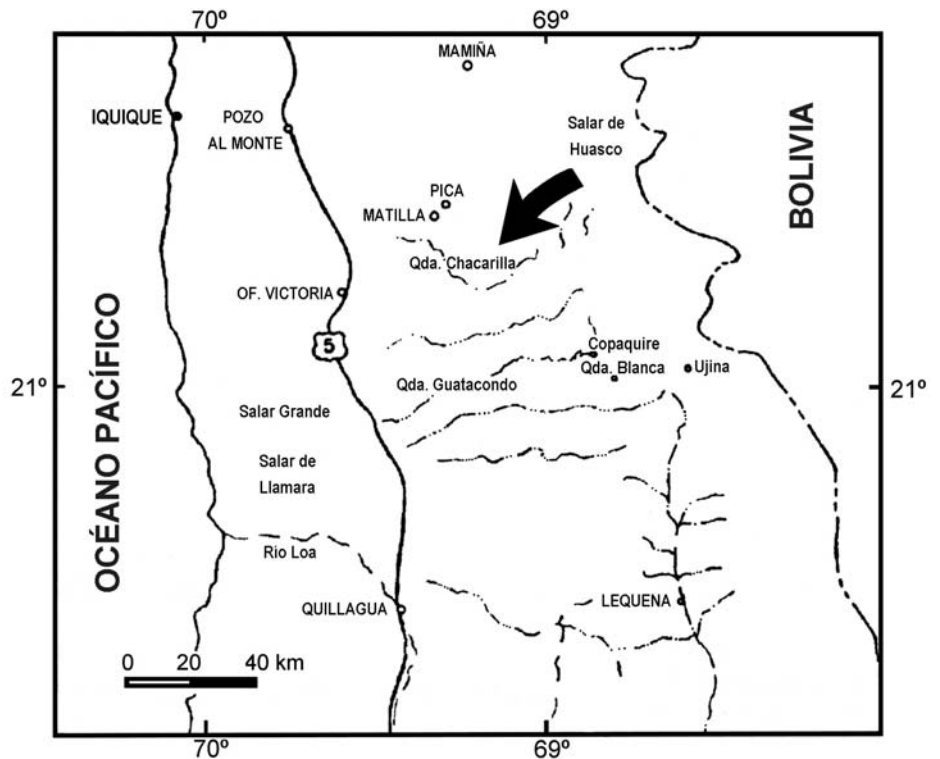 70º
69º
MAMIÑA
IQUIQUE
POZO
AL MONTE
Salar de
Huasco
BOLIVIA
PICA
MATILLA
Qda. Chacarilla
OF. VICTORIA
5
Copaquire
Qda. Blanca
Ujina
21º
Qda. Guatacondo
21º
Salar Grande
OCÉANO PACÍFICO
Salar de
Llamara
Rio Loa
QUILLAGUA
LEQUENA
0 20 40 km
70º
69º